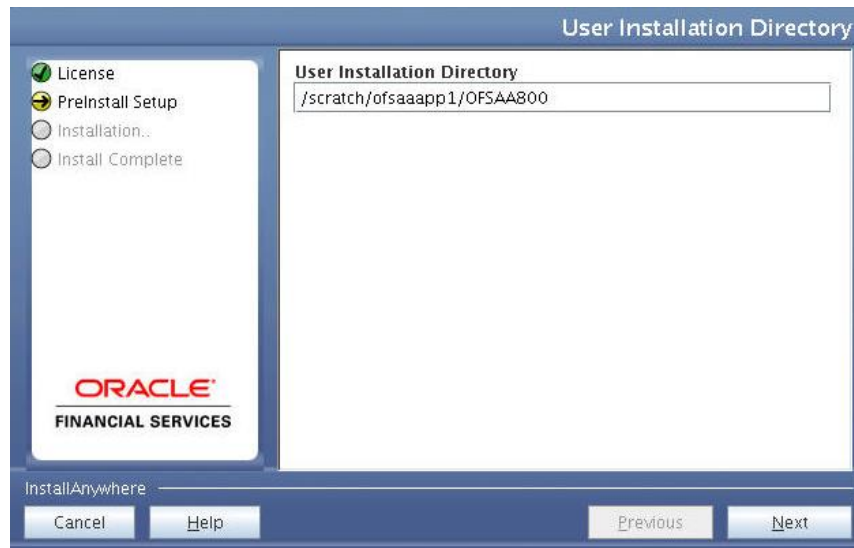 User Installation Directory
License
PreInstall Setup
Installation..
Install Complete
User Installation Directory
/scratch/ofsaaapp1/OFSAA800
ORACLE
FINANCIAL SERVICES
InstallAnywhere
Cancel
Help
Previous
Next